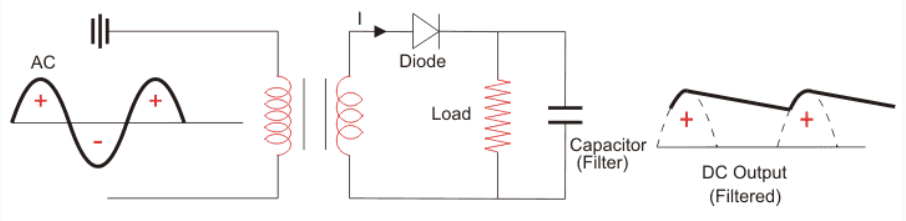 I
AC
Diode
+
+
-
Load
Capacitor
(Filter)
+
+
DC Output
(Filtered)